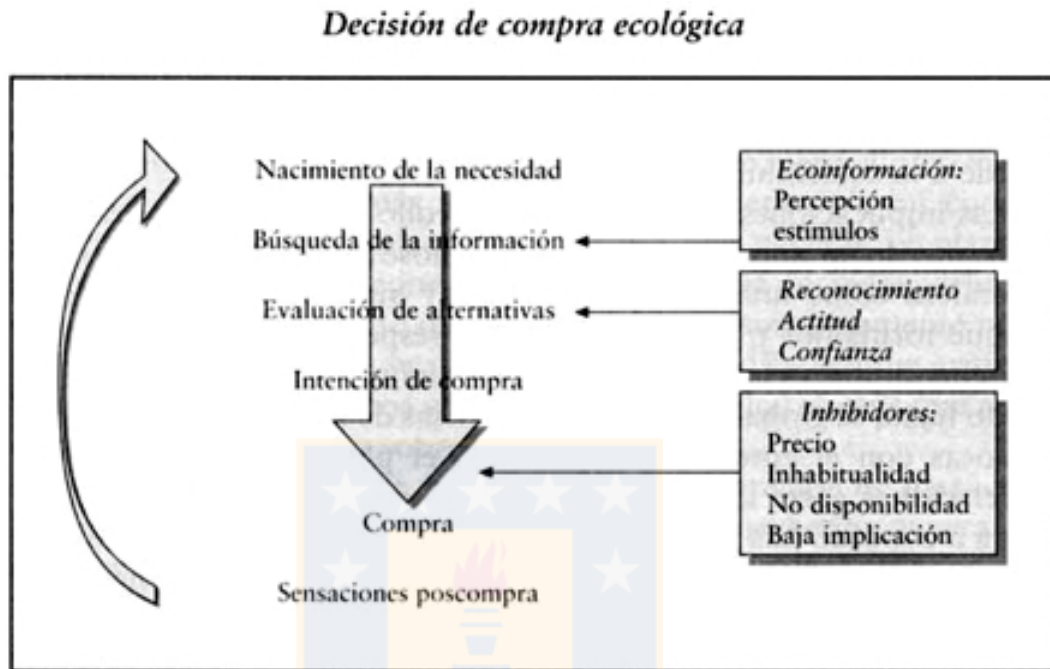 Decisión de compra ecológica
Nacimiento de la necesidad
Búsqueda de la información
Evaluación de alternativas
Intención de compra
Compra
Sensaciones poscompra
Ecoinformación:
Percepción
estímulos
Reconocimiento
Actitud
Confianza
Inhibidores:
Precio
Inhabitualidad
No disponibilidad
Baja implicación